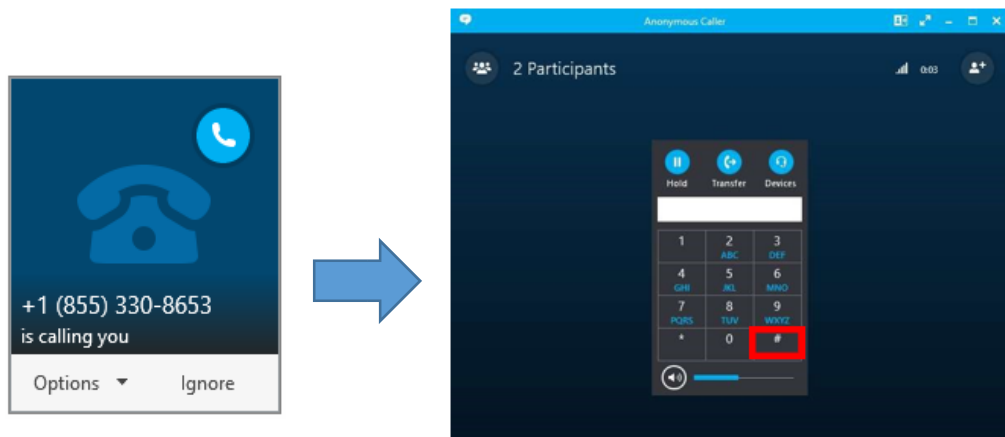 +1 (855) 330-8653
is calling you
Options
Ignore
Anonymous Caller
2 Participants
0:03
Hold Transfer Devices
1 2 3
ABC DEF
4 5 6
GHI JKL MNO
7 8 9
PQRS TUV WXYZ
* 0 #